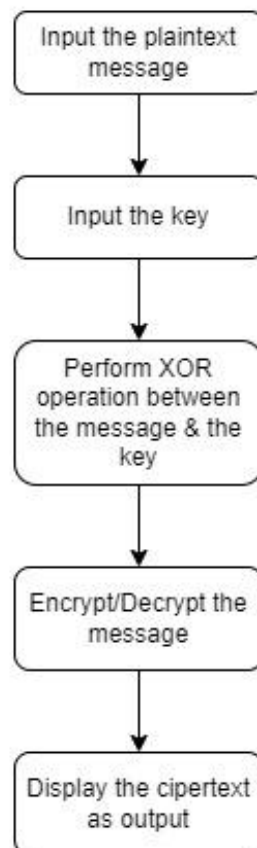 Input the plaintext
message
Input the key
Perform XOR
operation between
the message & the
key
Encrypt/Decrypt the
message
Display the cipertext
as output